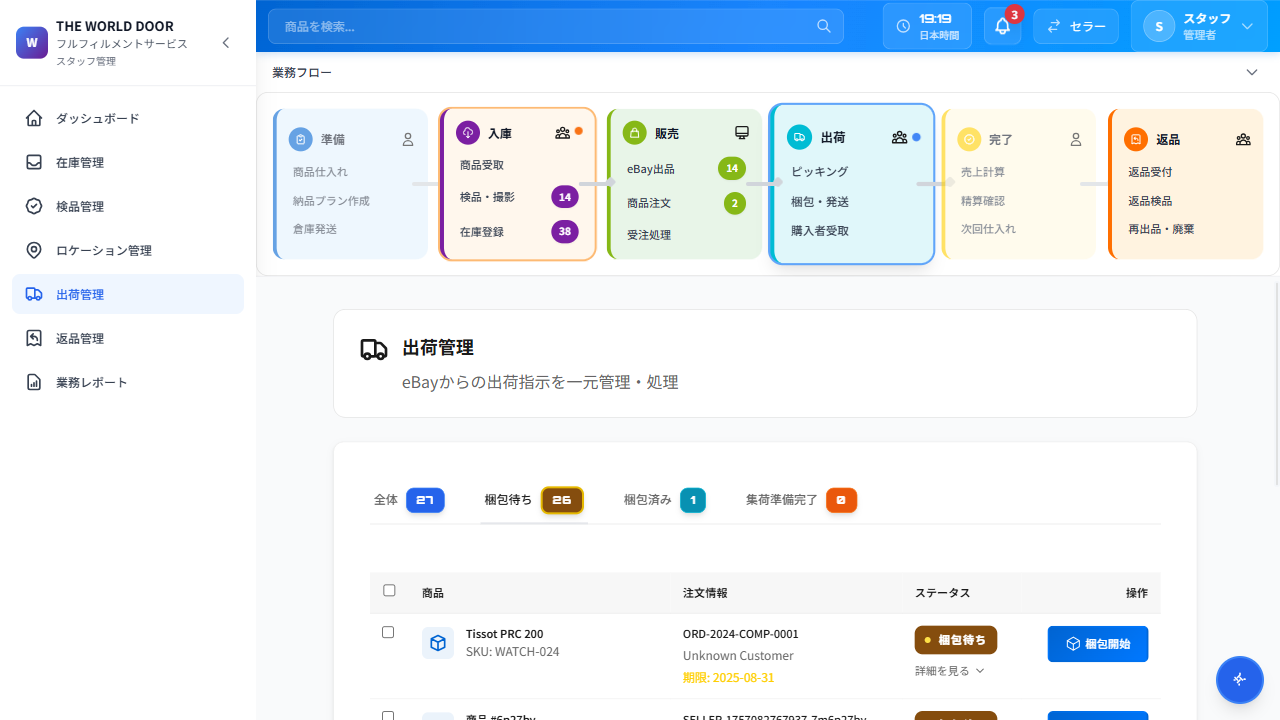 W
THE WORLD DOOR
フルフィルメントサービス
スタッフ管理
商品を検索...
19:19
日本時間
3
セラー
S
スタッフ
管理者
ダッシュボード
在庫管理
検品管理
ロケーション管理
出荷管理
返品管理
業務レポート
業務フロー
準備
商品仕入れ
納品プラン作成
倉庫発送
入庫
商品受取
検品・撮影
14
在庫登録
38
販売
eBay出品
14
商品注文
2
受注処理
出荷
ピッキング
梱包・発送
購入者受取
完了
売上計算
精算確認
次回仕入れ
返品
返品受付
返品検品
再出品・廃棄
出荷管理
eBayからの出荷指示を一元管理・処理
全体 27 梱包待ち 26 梱包済み 1 集荷準備完了 0
商品 注文情報 ステータス 操作
Tissot PRC 200
SKU: WATCH-024
ORD-2024-COMP-0001
Unknown Customer
期限: 2025-08-31
梱包待ち
詳細を見る
梱包開始
商品 #6n27by
SELLER-1757082767937-7m6n27by